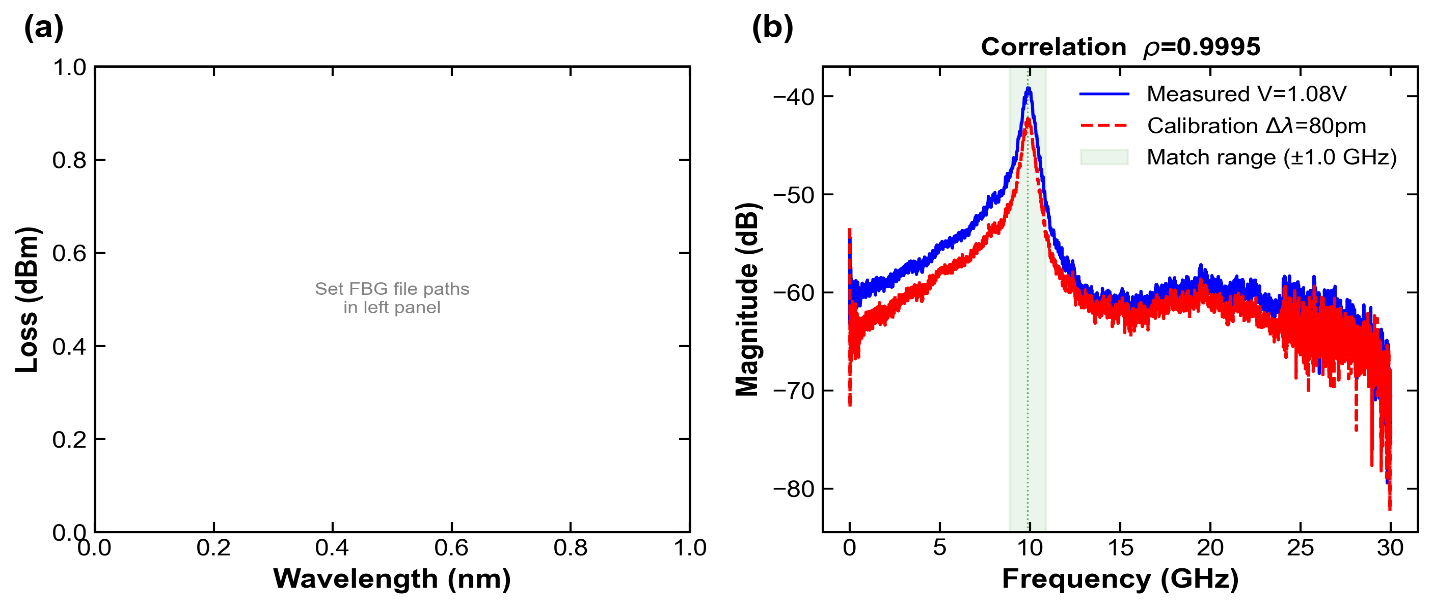 (a)
1.0
0.8
0.6
0.4
0.2
0.0
Loss (dBm)
Set FBG file paths
in left panel
0.0 0.2 0.4 0.6 0.8 1.0
Wavelength (nm)
(b)
Correlation ρ=0.9995
Measured V=1.08V
Calibration Δλ=80pm
Match range (±1.0 GHz)
−40
−50
−60
−70
−80
Magnitude (dB)
0 5 10 15 20 25 30
Frequency (GHz)